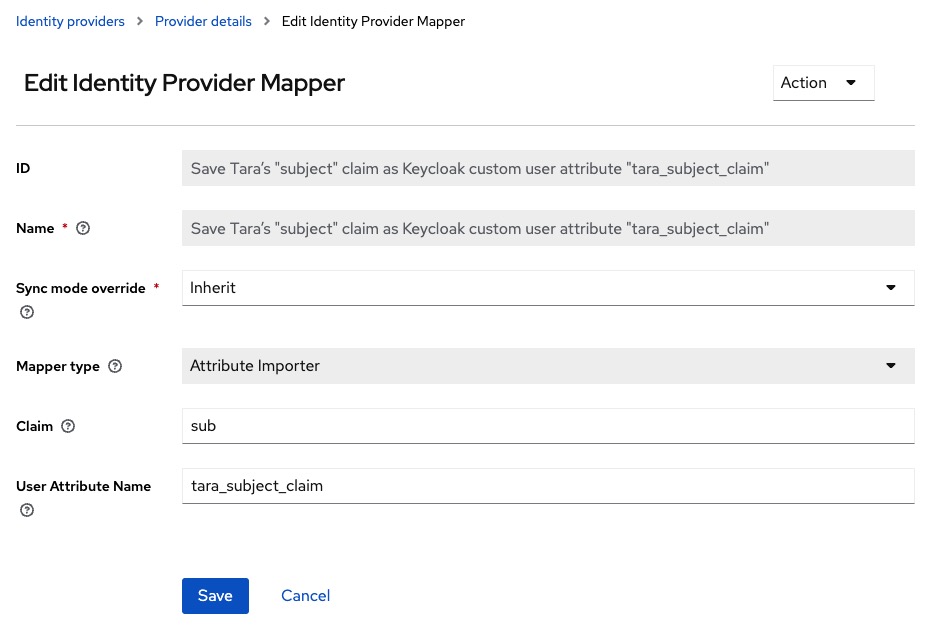 Identity providers > Provider details > Edit Identity Provider Mapper
Edit Identity Provider Mapper
Action
ID
Save Tara’s "subject" claim as Keycloak custom user attribute "tara_subject_claim"
Name *
Save Tara’s "subject" claim as Keycloak custom user attribute "tara_subject_claim"
Sync mode override *
Inherit
Mapper type
Attribute Importer
Claim
sub
User Attribute Name
tara_subject_claim
Save
Cancel